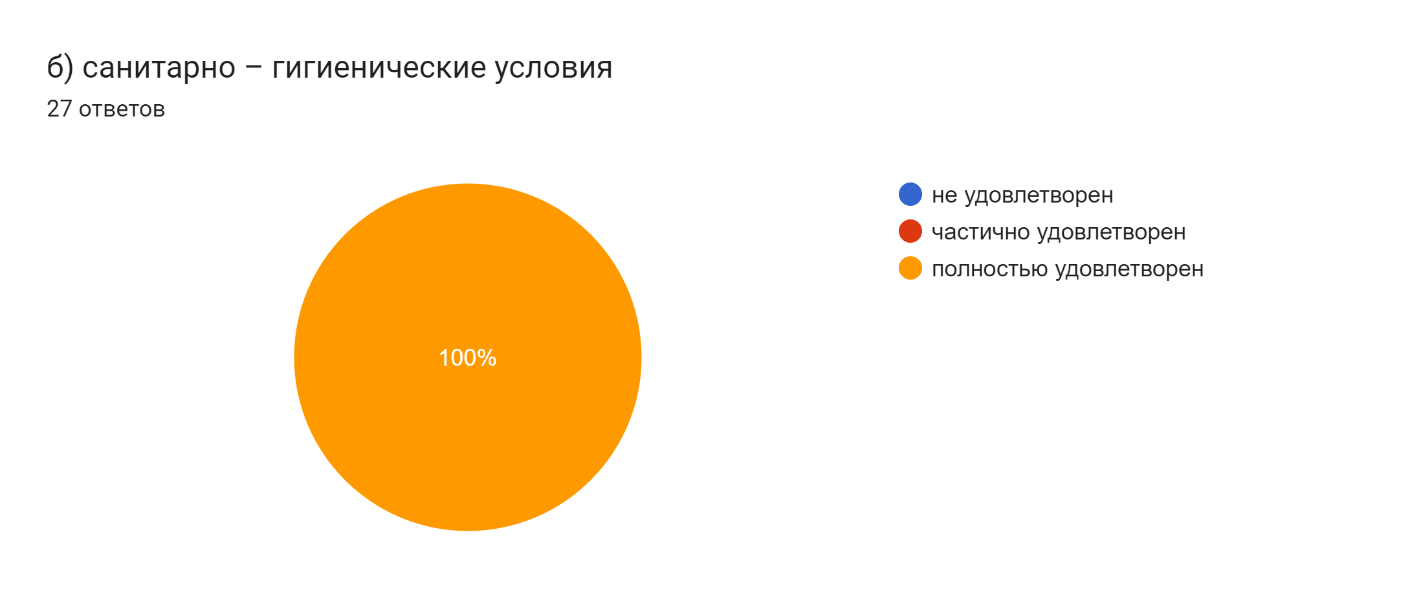 б) санитарно – гигиенические условия
27 ответов
не удовлетворен
частично удовлетворен
полностью удовлетворен
100%